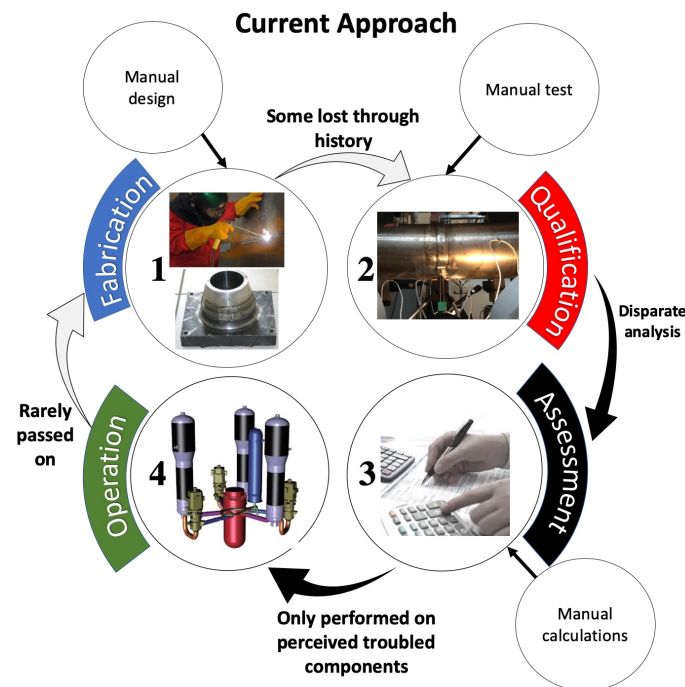 Current Approach
Manual
design
Manual test
Some lost through
history
Fabrication
1
2
Qualification
Disparate
analysis
Rarely
passed
on
Operation
4
3
Assessment
Only performed on
perceived troubled
components
Manual
calculations